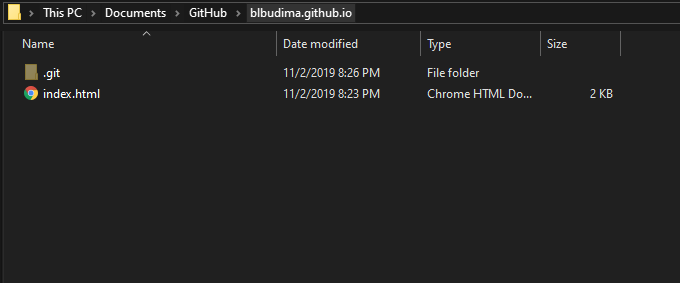 This PC > Documents > GitHub > blbudima.github.io
Name Date modified Type Size
.git 11/2/2019 8:26 PM File folder
index.html 11/2/2019 8:23 PM Chrome HTML Do... 2 KB